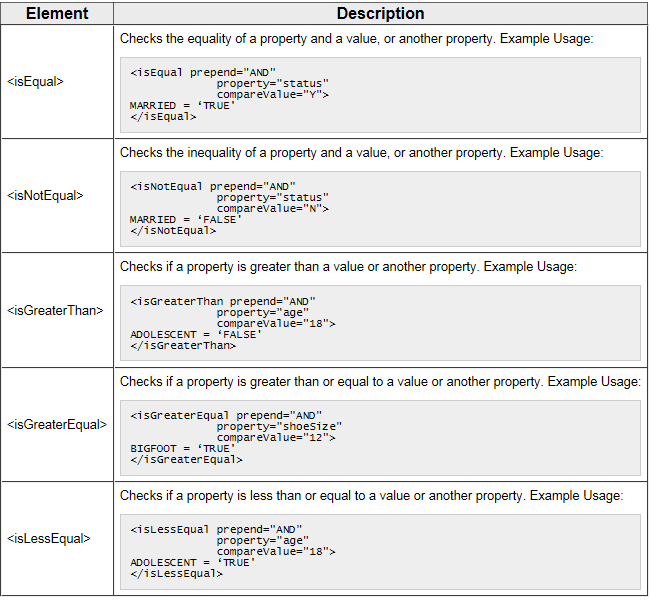 Element
Description
<isEqual>
Checks the equality of a property and a value, or another property. Example Usage:
<isEqual prepend="AND"
property="status"
compareValue="Y">
MARRIED = ‘TRUE'
</isEqual>
<isNotEqual>
Checks the inequality of a property and a value, or another property. Example Usage:
<isNotEqual prepend="AND"
property="status"
compareValue="N">
MARRIED = ‘FALSE'
</isNotEqual>
<isGreaterThan>
Checks if a property is greater than a value or another property. Example Usage:
<isGreaterThan prepend="AND"
property="age"
compareValue="18">
ADOLESCENT = ‘FALSE'
</isGreaterThan>
<isGreaterEqual>
Checks if a property is greater than or equal to a value or another property. Example Usage:
<isGreaterEqual prepend="AND"
property="shoeSize"
compareValue="12">
BIGFOOT = ‘TRUE'
</isGreaterEqual>
<isLessEqual>
Checks if a property is less than or equal to a value or another property. Example Usage:
<isLessEqual prepend="AND"
property="age"
compareValue="18">
ADOLESCENT = ‘TRUE'
</isLessEqual>